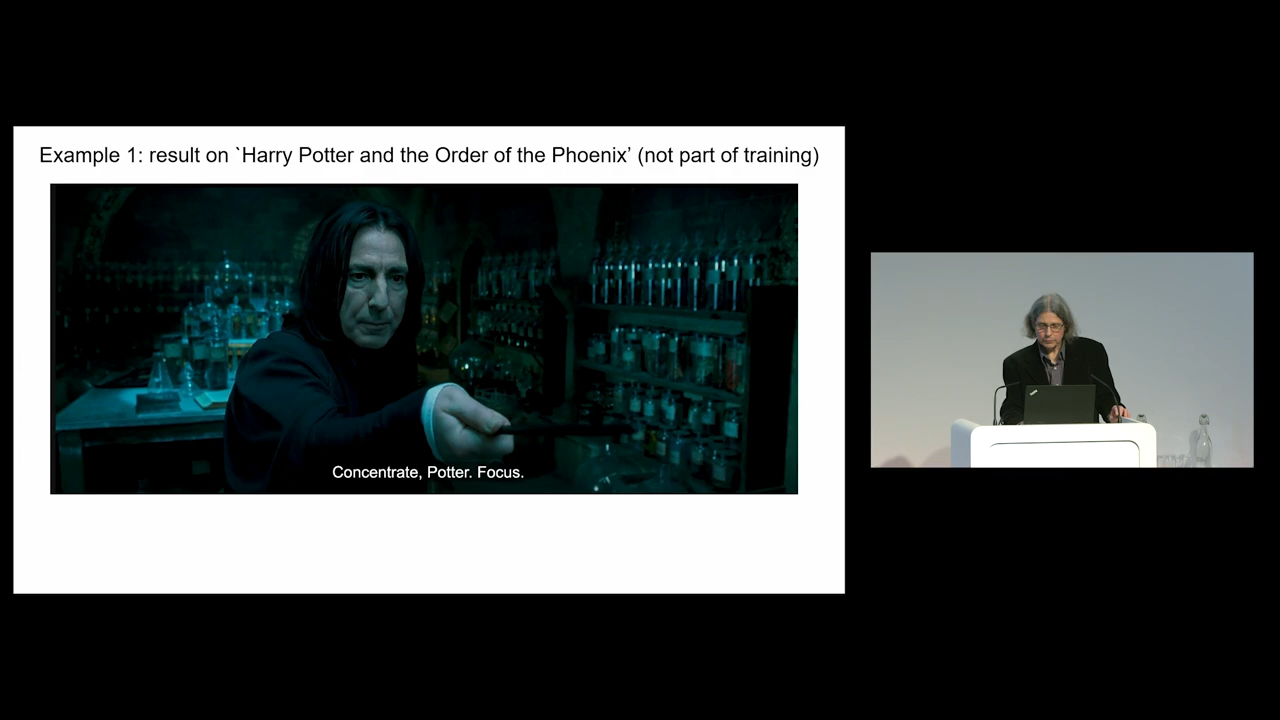 Example 1: result on `Harry Potter and the Order of the Phoenix’ (not part of training)
Concentrate, Potter. Focus.